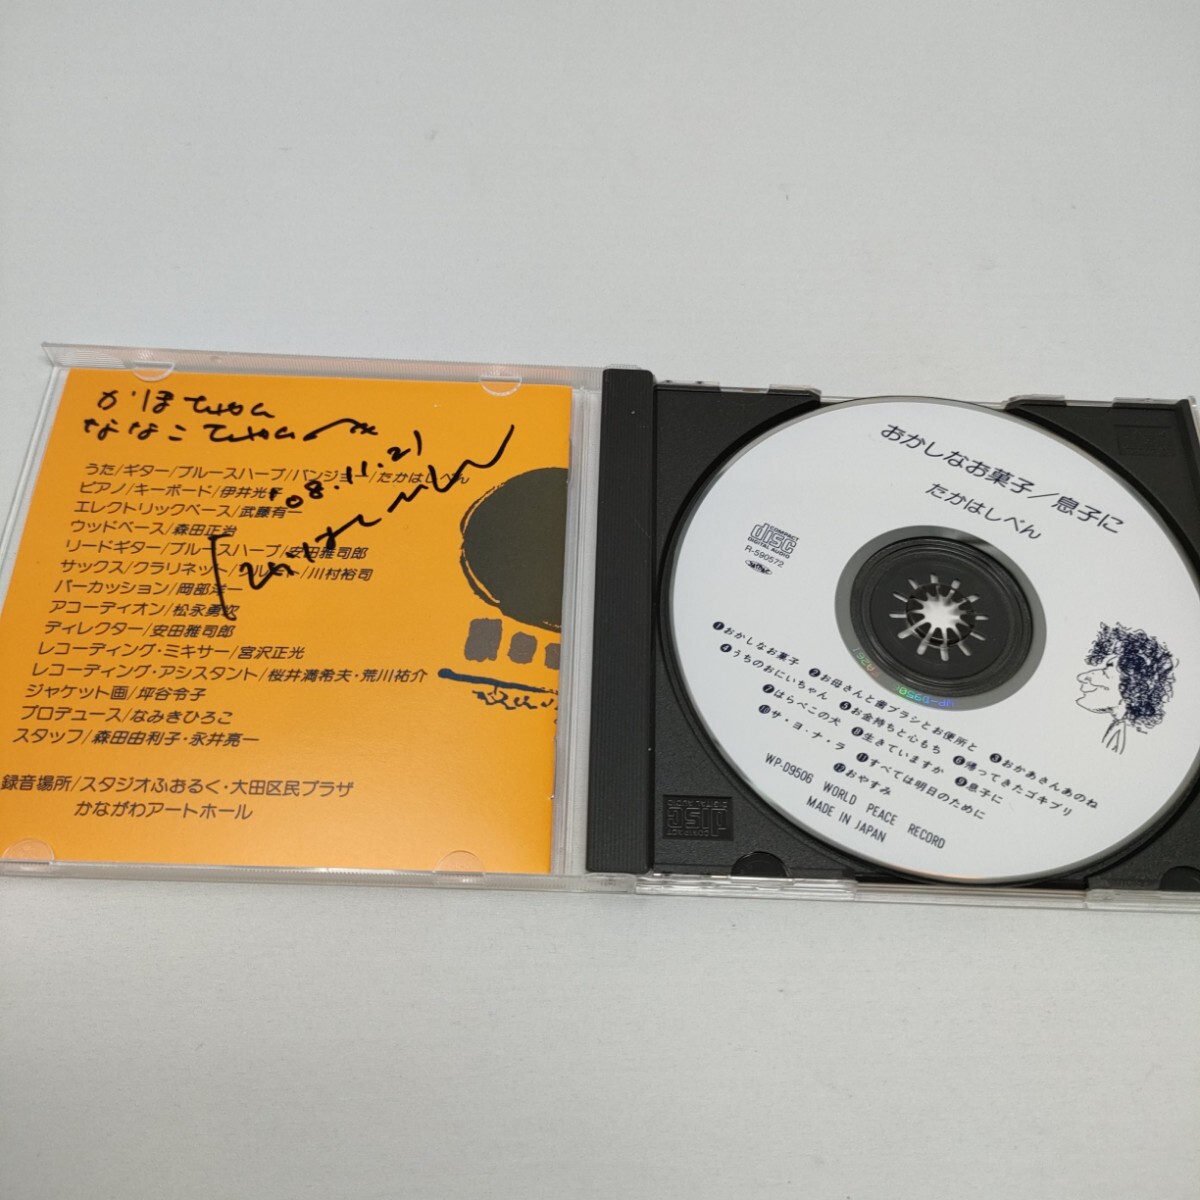 かほちゃん
ななこちゃんへ
'08.11.21
うた/ギター/ブルースハープ/バンジョー/たかはしべん
ピアノ/キーボード/伊井光
エレクトリックベース/武藤有一
ウッドベース/森田正治
リードギター/ブルースハープ/安田雅司郎
サックス/クラリネット/フルート/川村裕司
パーカッション/岡部洋一
アコーディオン/松永勇次
ディレクター/安田雅司郎
レコーディング・ミキサー/宮沢正光
レコーディング・アシスタント/桜井満希夫・荒川祐介
ジャケット画/坪谷令子
プロデュース/なみきひろこ
スタッフ/森田由利子・永井亮一
録音場所/スタジオふおるく・大田区民プラザ
かながわアートホール
おかしなお菓子/息子に
たかはしべん
COMPACT
disc
DIGITAL AUDIO
R-590572
❶おかしなお菓子 ❷お母さんと歯ブラシとお便所と ❸おかあさんあのね
❹うちのおにいちゃん ❺お金持ちと心もち ❻帰ってきたゴキブリ
❼はらぺこの犬 ❽生きていますか ❾息子に
❿サ・ヨ・ナ・ラ ⓫すべては明日のために
⓬おやすみ
WP-D9506 WORLD PEACE RECORD
MADE IN JAPAN
COMPACT
disc
DIGITAL AUDIO